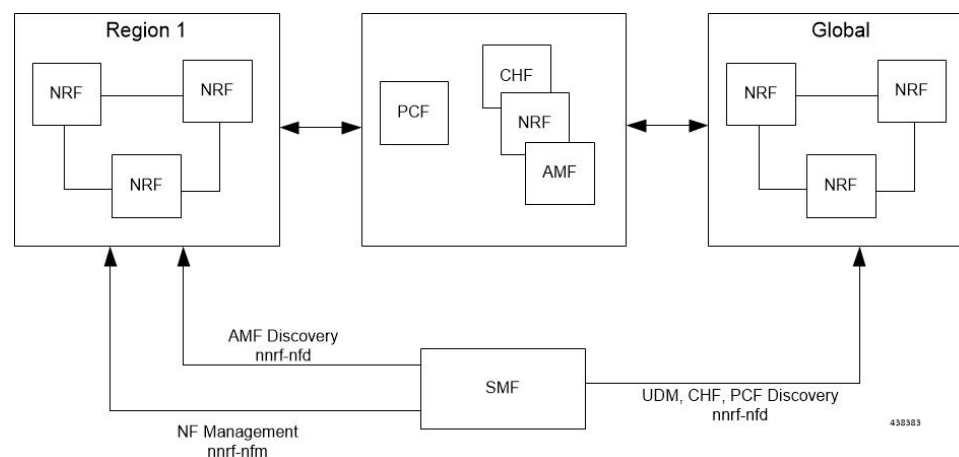 Region 1
NRF
NRF
NRF
PCF
CHF
NRF
AMF
Global
NRF
NRF
NRF
AMF Discovery
nnrf-nfd
SMF
UDM, CHF, PCF Discovery
nnrf-nfd
NF Management
nnrf-nfm
438383